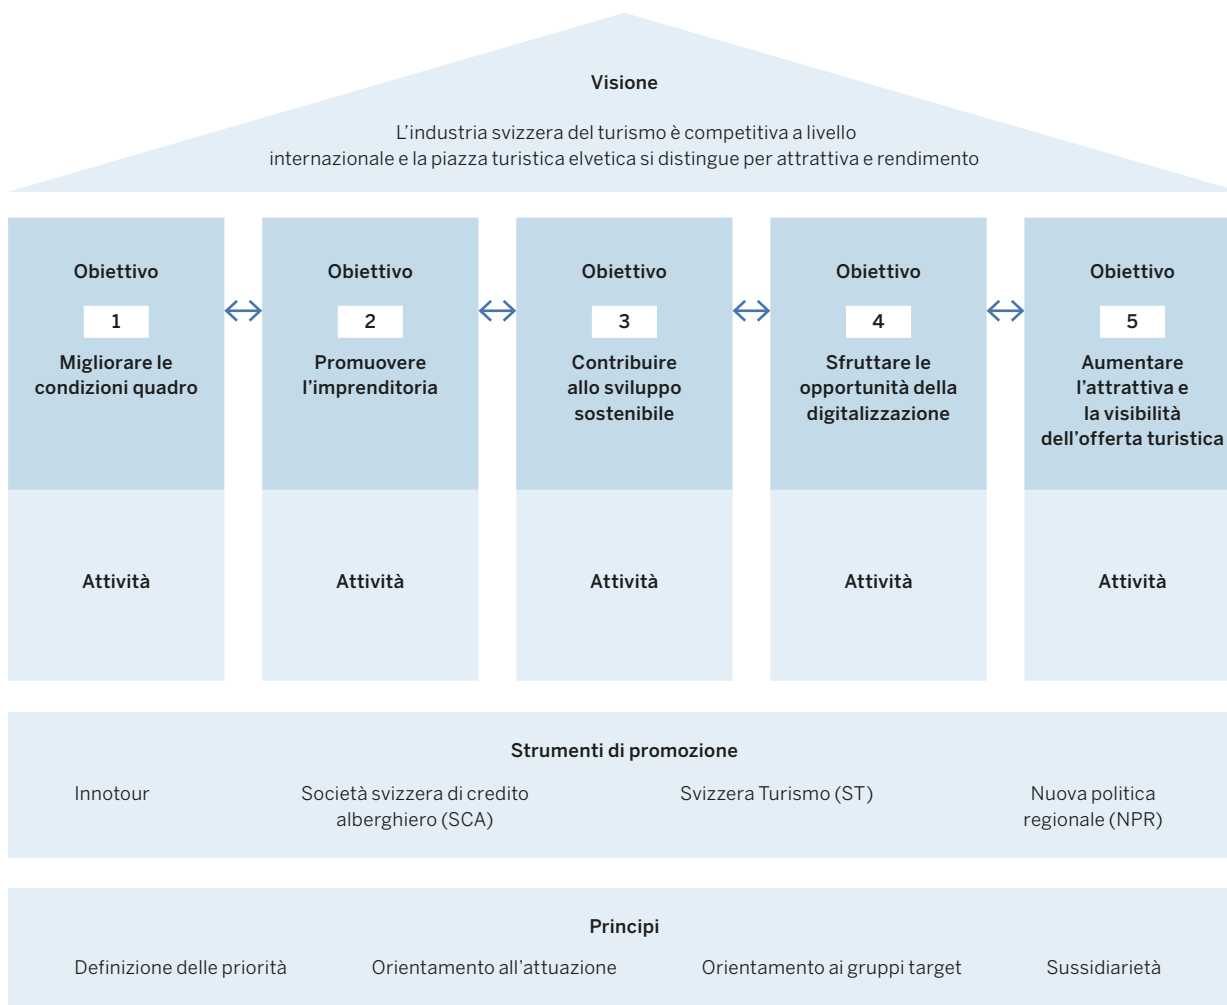 Visione
L’industria svizzera del turismo è competitiva a livello
internazionale e la piazza turistica elvetica si distingue per attrattiva e rendimento
Obiettivo
1
Migliorare le
condizioni quadro
Obiettivo
2
Promuovere
l’imprenditoria
Obiettivo
3
Contribuire
allo sviluppo
sostenibile
Obiettivo
4
Sfruttare le
opportunità della
digitalizzazione
Obiettivo
5
Aumentare
l’attrattiva e
la visibilità
dell’offerta turistica
Attività
Attività
Attività
Attività
Attività
Strumenti di promozione
Innotour
Società svizzera di credito
alberghiero (SCA)
Svizzera Turismo (ST)
Nuova politica
regionale (NPR)
Principi
Definizione delle priorità
Orientamento all’attuazione
Orientamento ai gruppi target
Sussidiarietà